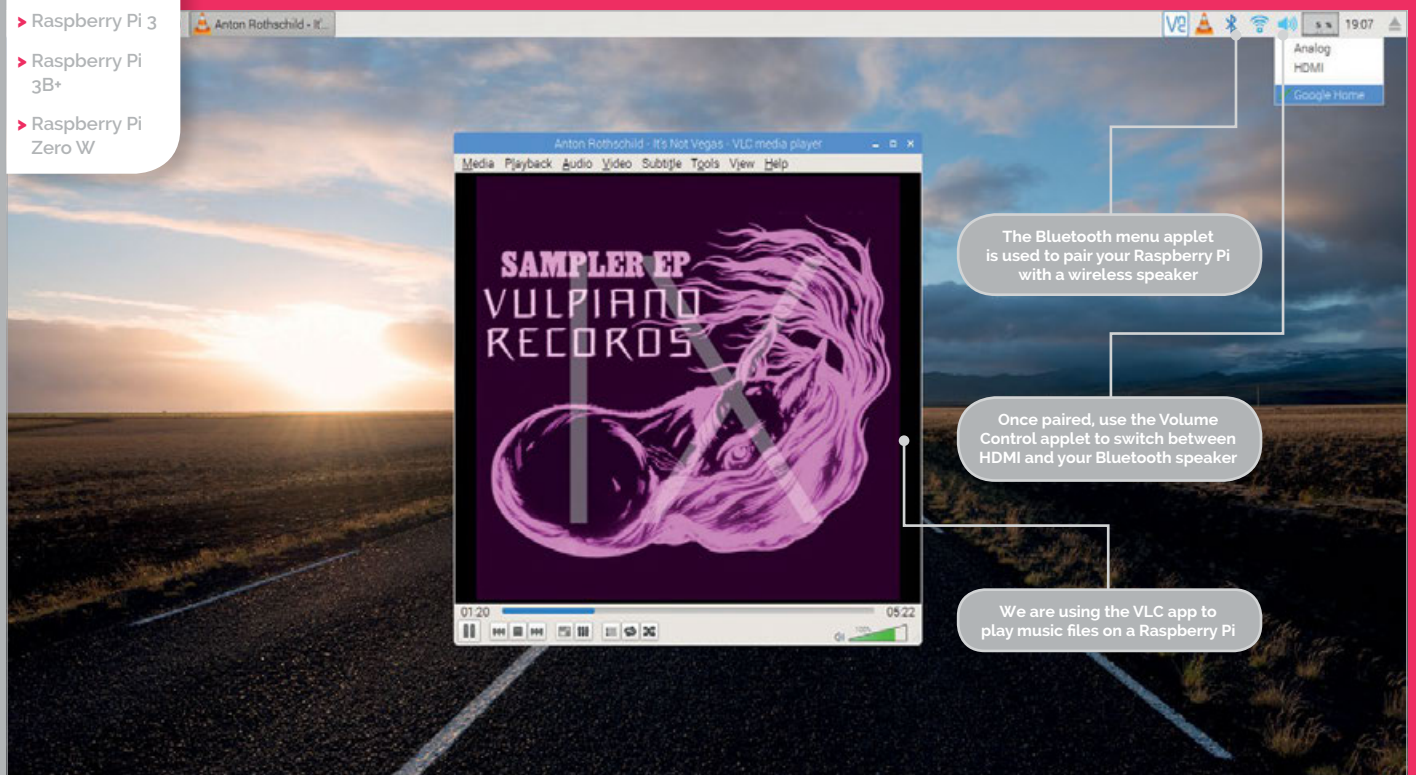 > Raspberry Pi 3
> Raspberry Pi
3B+
> Raspberry Pi
Zero W
Anton Rothschild - It'...
V2
5 %
19:07
Analog
HDMI
Google Home
Anton Rothschild - It's Not Vegas - VLC media player
Media Playback Audio Video Subtitle Tools View Help
SAMPLER EP
VULPIANO
RECORDS
IX
01:20
05:22
100%
The Bluetooth menu applet
is used to pair your Raspberry Pi
with a wireless speaker
Once paired, use the Volume
Control applet to switch between
HDMI and your Bluetooth speaker
We are using the VLC app to
play music files on a Raspberry Pi